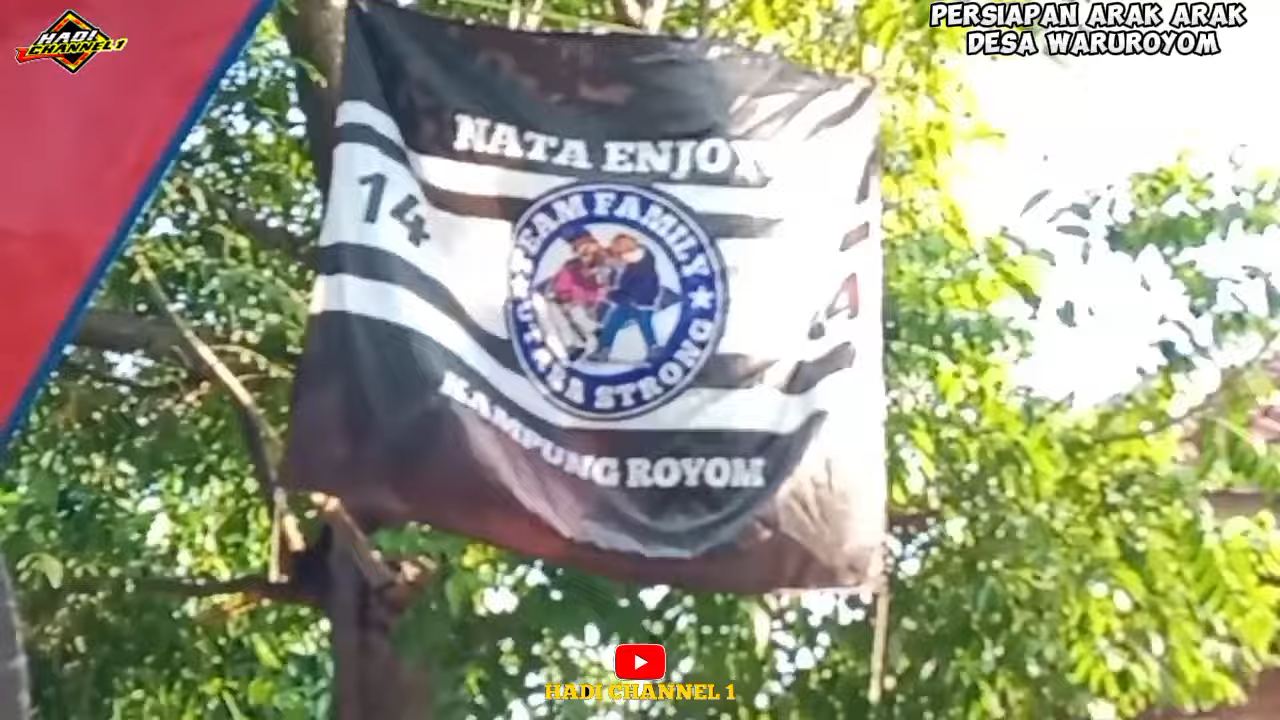 HADI
CHANNEL 1
PERSIAPAN ARAK ARAK
DESA WARUROYOM
NATA ENJOY
14
TEAM FAMILY
STRONG
KAMPUNG ROYOM
HADI CHANNEL 1